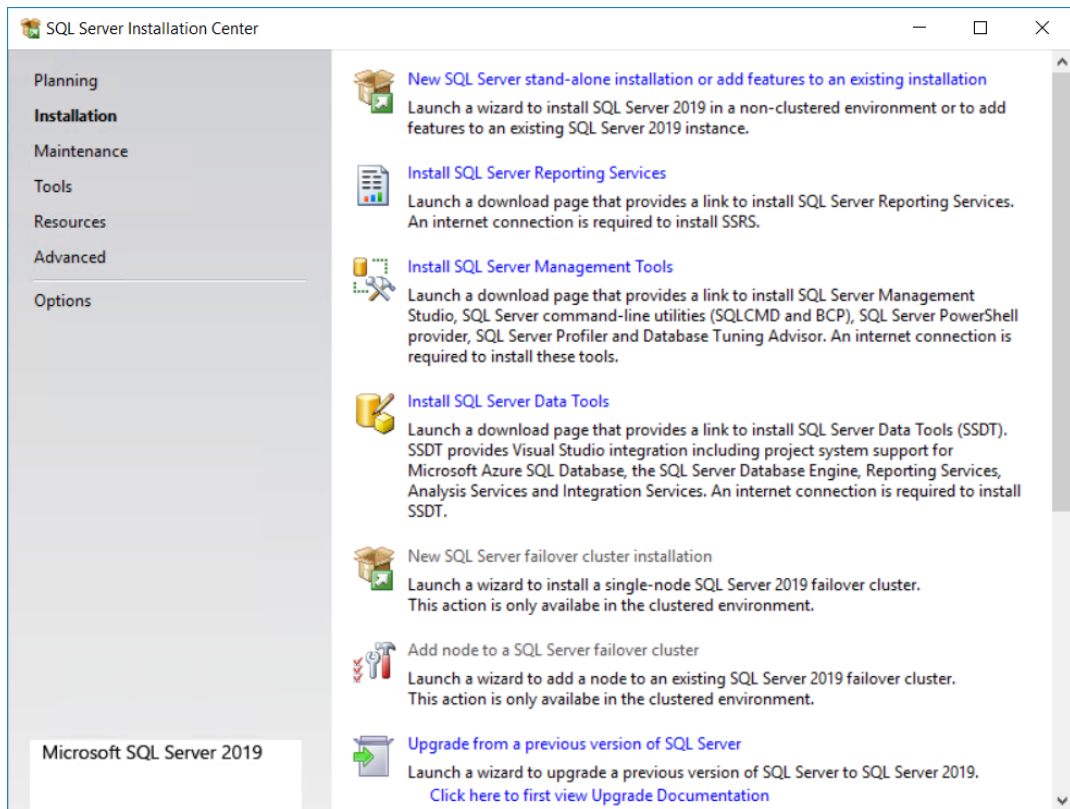 SQL Server Installation Center
Planning
Installation
Maintenance
Tools
Resources
Advanced
Options
Microsoft SQL Server 2019
New SQL Server stand-alone installation or add features to an existing installation
Launch a wizard to install SQL Server 2019 in a non-clustered environment or to add
features to an existing SQL Server 2019 instance.
Install SQL Server Reporting Services
Launch a download page that provides a link to install SQL Server Reporting Services.
An internet connection is required to install SSRS.
Install SQL Server Management Tools
Launch a download page that provides a link to install SQL Server Management
Studio, SQL Server command-line utilities (SQLCMD and BCP), SQL Server PowerShell
provider, SQL Server Profiler and Database Tuning Advisor. An internet connection is
required to install these tools.
Install SQL Server Data Tools
Launch a download page that provides a link to install SQL Server Data Tools (SSDT).
SSDT provides Visual Studio integration including project system support for
Microsoft Azure SQL Database, the SQL Server Database Engine, Reporting Services,
Analysis Services and Integration Services. An internet connection is required to install
SSDT.
New SQL Server failover cluster installation
Launch a wizard to install a single-node SQL Server 2019 failover cluster.
This action is only availabe in the clustered environment.
Add node to a SQL Server failover cluster
Launch a wizard to add a node to an existing SQL Server 2019 failover cluster.
This action is only availabe in the clustered environment.
Upgrade from a previous version of SQL Server
Launch a wizard to upgrade a previous version of SQL Server to SQL Server 2019.
Click here to first view Upgrade Documentation